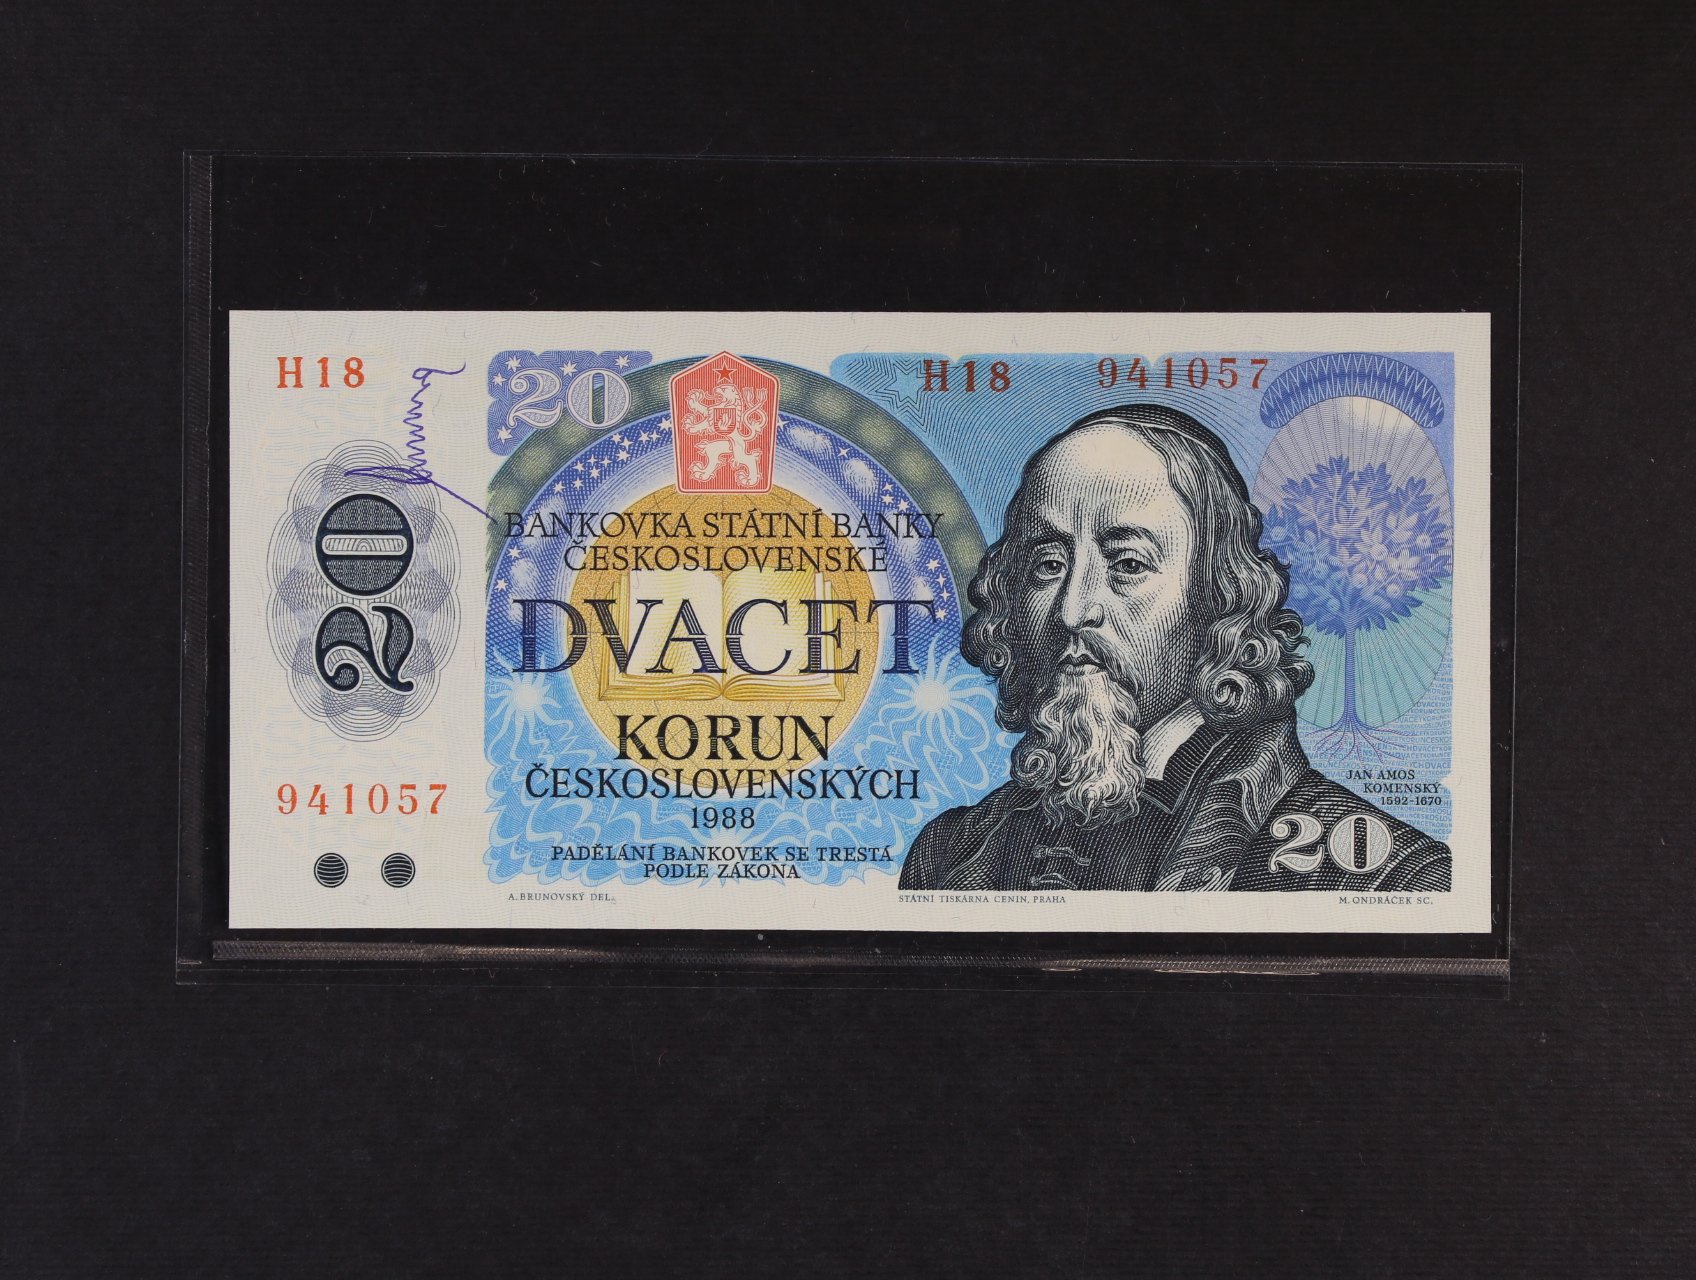 H18
20
H18 941057
BANKOVKA STÁTNÍ BANKY
ČESKOSLOVENSKÉ
20
DVACET
KORUN
ČESKOSLOVENSKÝCH
1988
JAN AMOS
KOMENSKÝ
1592-1670
941057
20
PADĚLÁNÍ BANKOVEK SE TRESTÁ
PODLE ZÁKONA
A. BRUNOVSKÝ DEL.
STÁTNÍ TISKÁRNA CENIN, PRAHA
M. ONDRÁČEK SC.